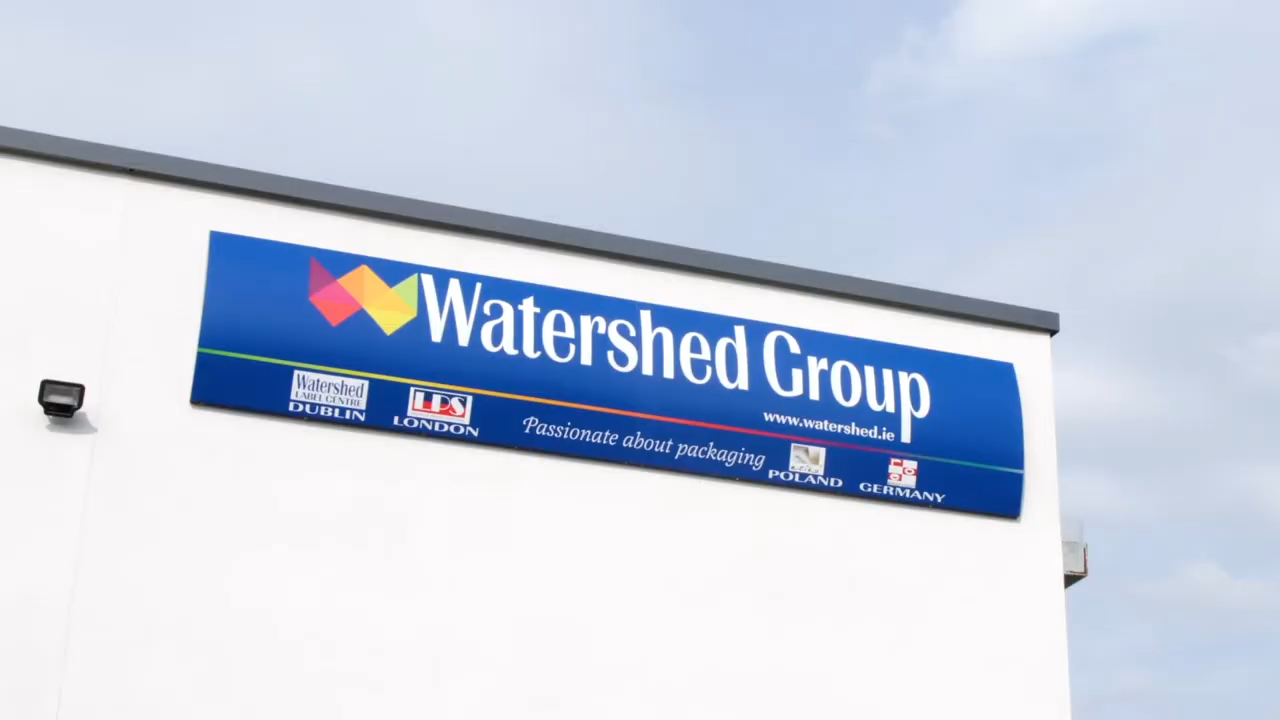 Watershed Group
www.watershed.ie
Watershed
LABEL CENTRE
DUBLIN
LPS
LONDON
Passionate about packaging
POLAND
GERMANY